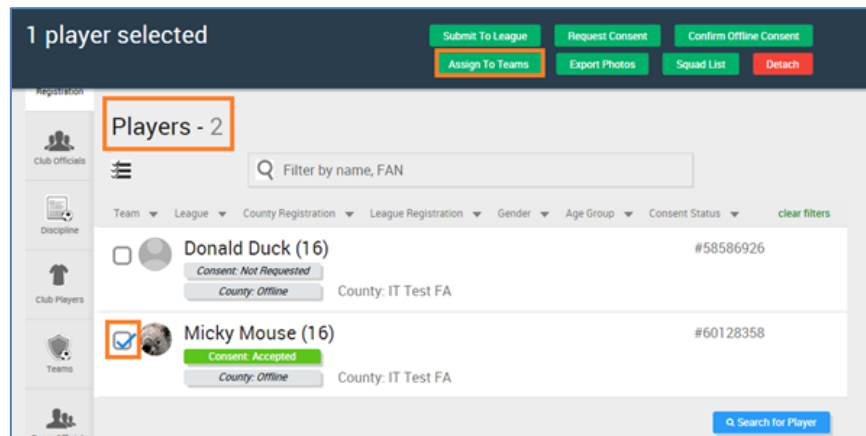 1 player selected
Submit To League
Request Consent
Confirm Offline Consent
Assign To Teams
Export Photos
Squad List
Detach
Registration
Players - 2
Club Officials
Filter by name, FAN
Discipline
Team League County Registration League Registration Gender Age Group Consent Status clear filters
Donald Duck (16) #58586926
Consent: Not Requested
County: Offline County: IT Test FA
Club Players
Micky Mouse (16) #60128358
Consent: Accepted
County: Offline County: IT Test FA
Teams
Search for Player